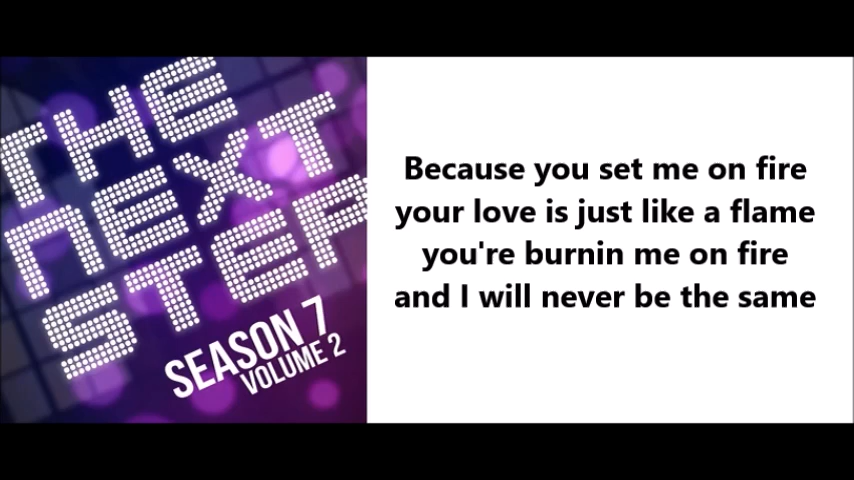 THE
NEXT
STEP
SEASON 7
VOLUME 2
Because you set me on fire
your love is just like a flame
you're burnin me on fire
and I will never be the same